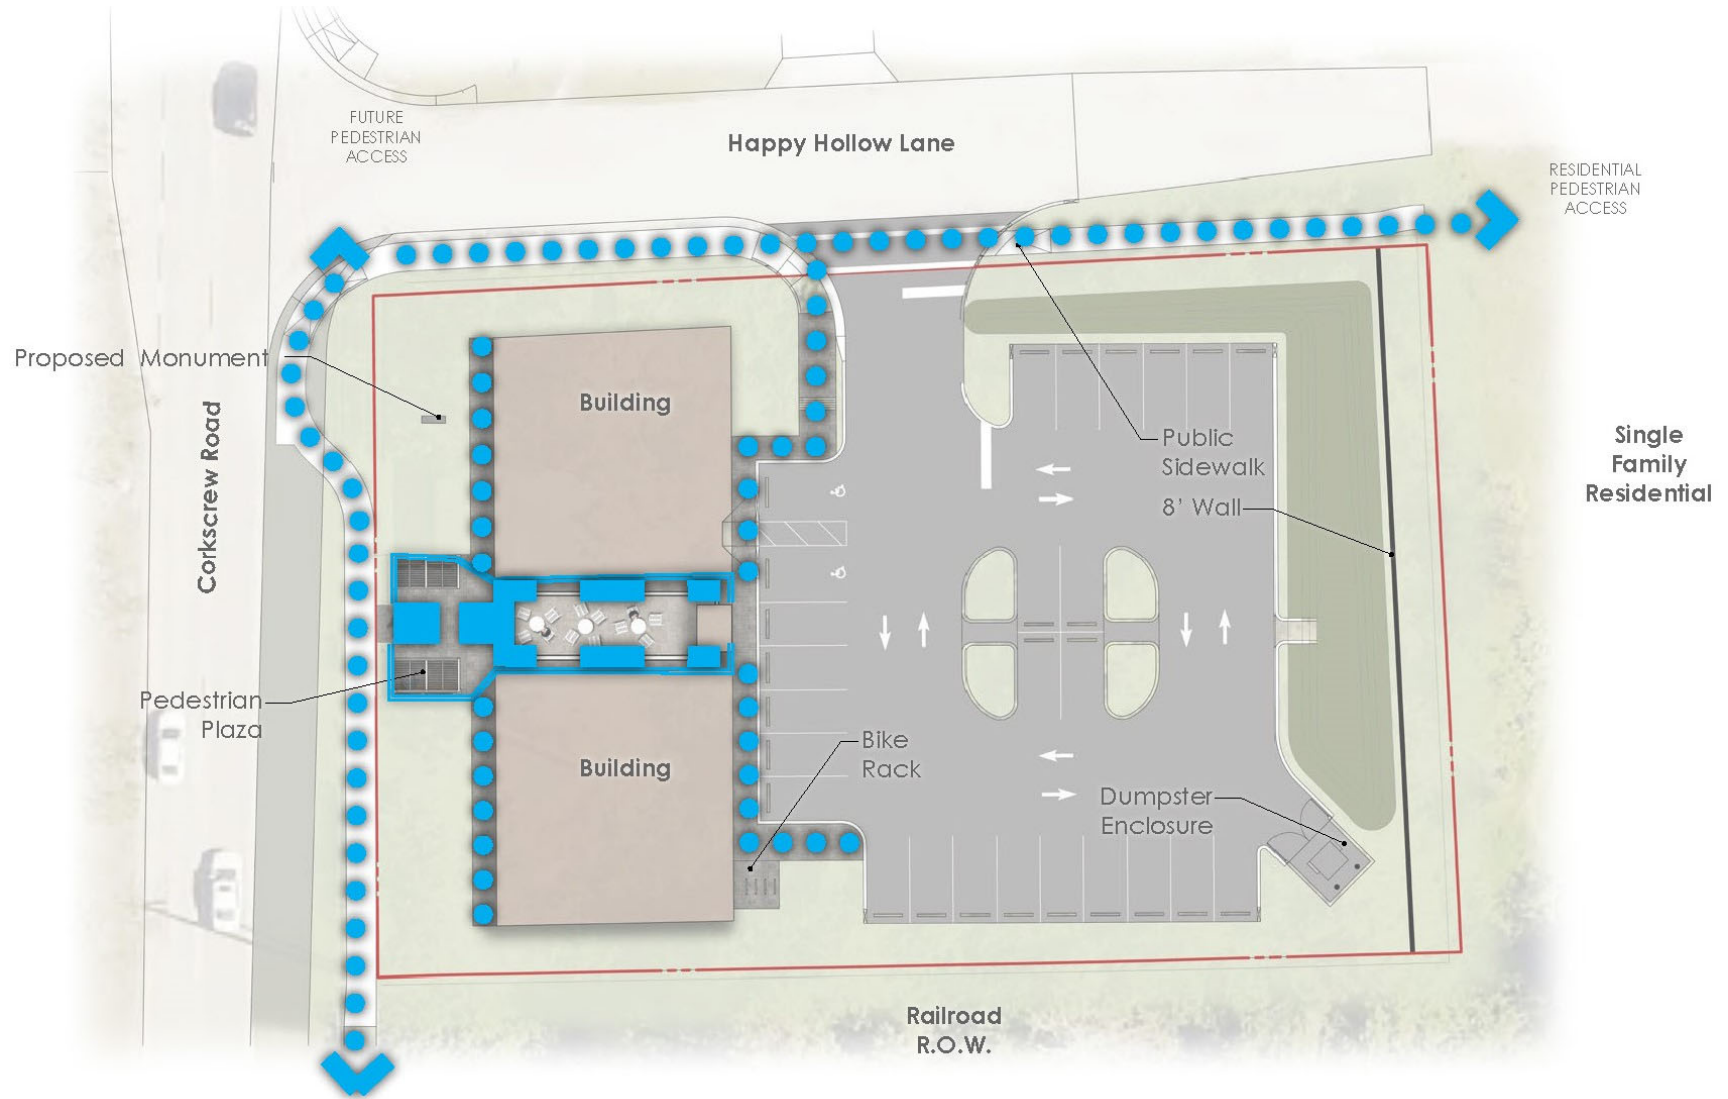 FUTURE
PEDESTRIAN
ACCESS
Happy Hollow Lane
RESIDENTIAL
PEDESTRIAN
ACCESS
Proposed Monument
Building
Corkscrew Road
Public
Sidewalk
8' Wall
Single
Family
Residential
Pedestrian
Plaza
Bike
Rack
Building
Dumpster
Enclosure
Railroad
R.O.W.